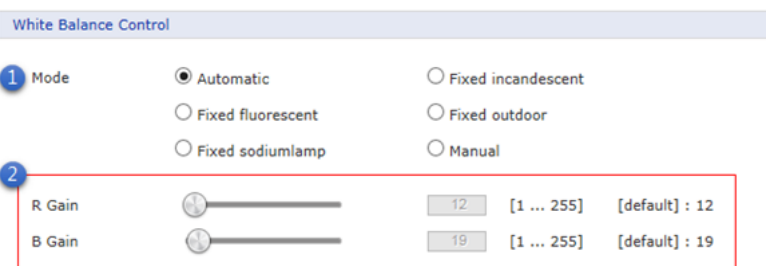 White Balance Control
1 Mode Automatic Fixed incandescent
Fixed fluorescent Fixed outdoor
Fixed sodiumlamp Manual
2
R Gain 12 [1 ... 255] [default] : 12
B Gain 19 [1 ... 255] [default] : 19